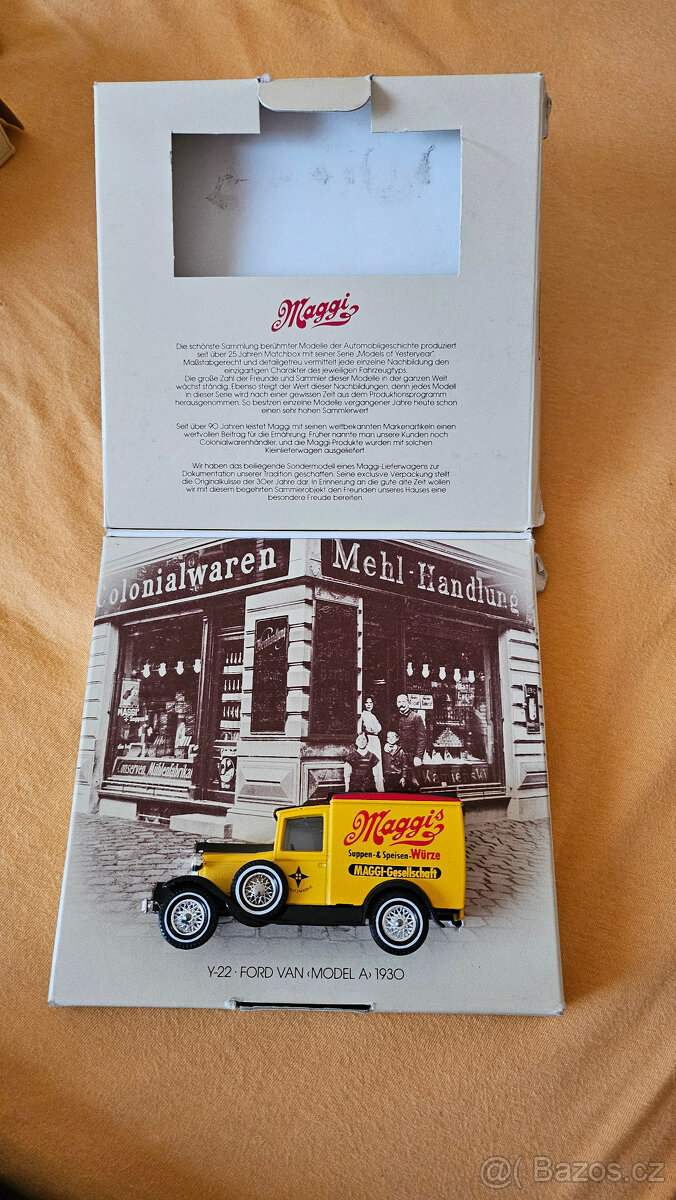 Maggi
Die schönste Sammlung berühmter Modelle der Automobilgeschichte produziert
seit über 25 Jahren Matchbox mit seiner Serie „Models of Yesteryear“.
Maßstabgerecht und detailgetreu vermittelt jede einzelne Nachbildung den
einzigartigen Charakter des jeweiligen Fahrzeugtyps.
Die große Zahl der Freunde und Sammler dieser Modelle in der ganzen Welt
wächst ständig. Ebenso steigt der Wert dieser Nachbildungen, denn jedes Modell
in dieser Serie wird nach einer gewissen Zeit aus dem Produktionsprogramm
herausgenommen. So besitzen einzelne Modelle vergangener Jahre heute schon
einen sehr hohen Sammlerwert.
Seit über 90 Jahren leistet Maggi mit seinen weltbekannten Markenartikeln einen
wertvollen Beitrag für die Ernährung. Früher nannte man unsere Kunden noch
Colonialwarenhändler, und die Maggi-Produkte wurden mit solchen
Kleinlieferwagen ausgeliefert.
Wir haben das beiliegende Sondermodell eines Maggi-Lieferwagens zur
Dokumentation unserer Tradition geschaffen. Seine exclusive Verpackung stellt
die Originalkulisse der 30er Jahre dar. In Erinnerung an die gute alte Zeit wollen
wir mit diesem begehrten Sammlerobjekt den Freunden unseres Hauses eine
besondere Freude bereiten.
Colonialwaren Mehl-Handlung
MAGGI
Conserven, Mühlenfabrikat
Maggis
Suppen-& Speisen-Würze
MAGGI-Gesellschaft
Y-22 · FORD VAN ‹MODEL A› 1930
@( Bazos.cz